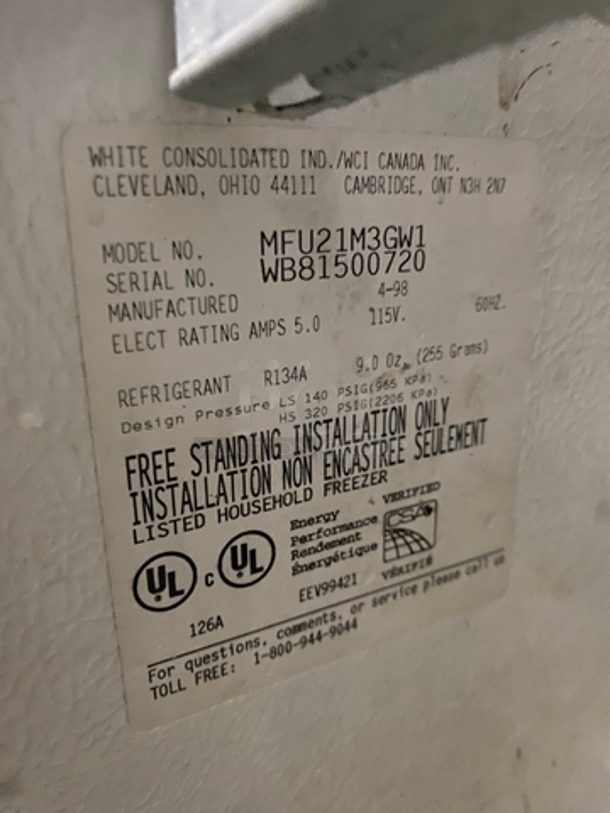 WHITE CONSOLIDATED IND./WCI CANADA INC.
CLEVELAND, OHIO 44111 CAMBRIDGE, ONT N3H 2N7
MODEL NO. MFU21M3GW1
SERIAL NO. WB81500720
MANUFACTURED 4-98
ELECT RATING AMPS 5.0 115V. 60HZ.
REFRIGERANT R134A 9.0 Oz. (255 Grams)
Design Pressure LS 140 PSIG(965 KPa)
HS 320 PSIG(2206 KPa)
FREE STANDING INSTALLATION ONLY
INSTALLATION NON ENCASTREE SEULEMENT
LISTED HOUSEHOLD FREEZER
UL c UL
126A
Energy
Performance
Rendement
Énergétique
EEV99421
VERIFIED
CSA
VÉRIFIÉ
For questions, comments, or service please call us
TOLL FREE: 1-800-944-9044